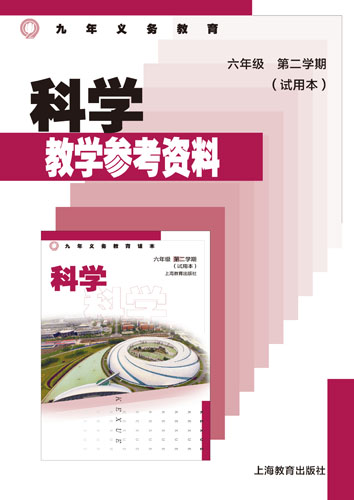 九年义务教育
六年级 第二学期
（试用本）
科学
教学参考资料
九年义务教育课本
六年级 第二学期
（试用本）
上海教育出版社
科学
科学
KEXUE
上海教育出版社